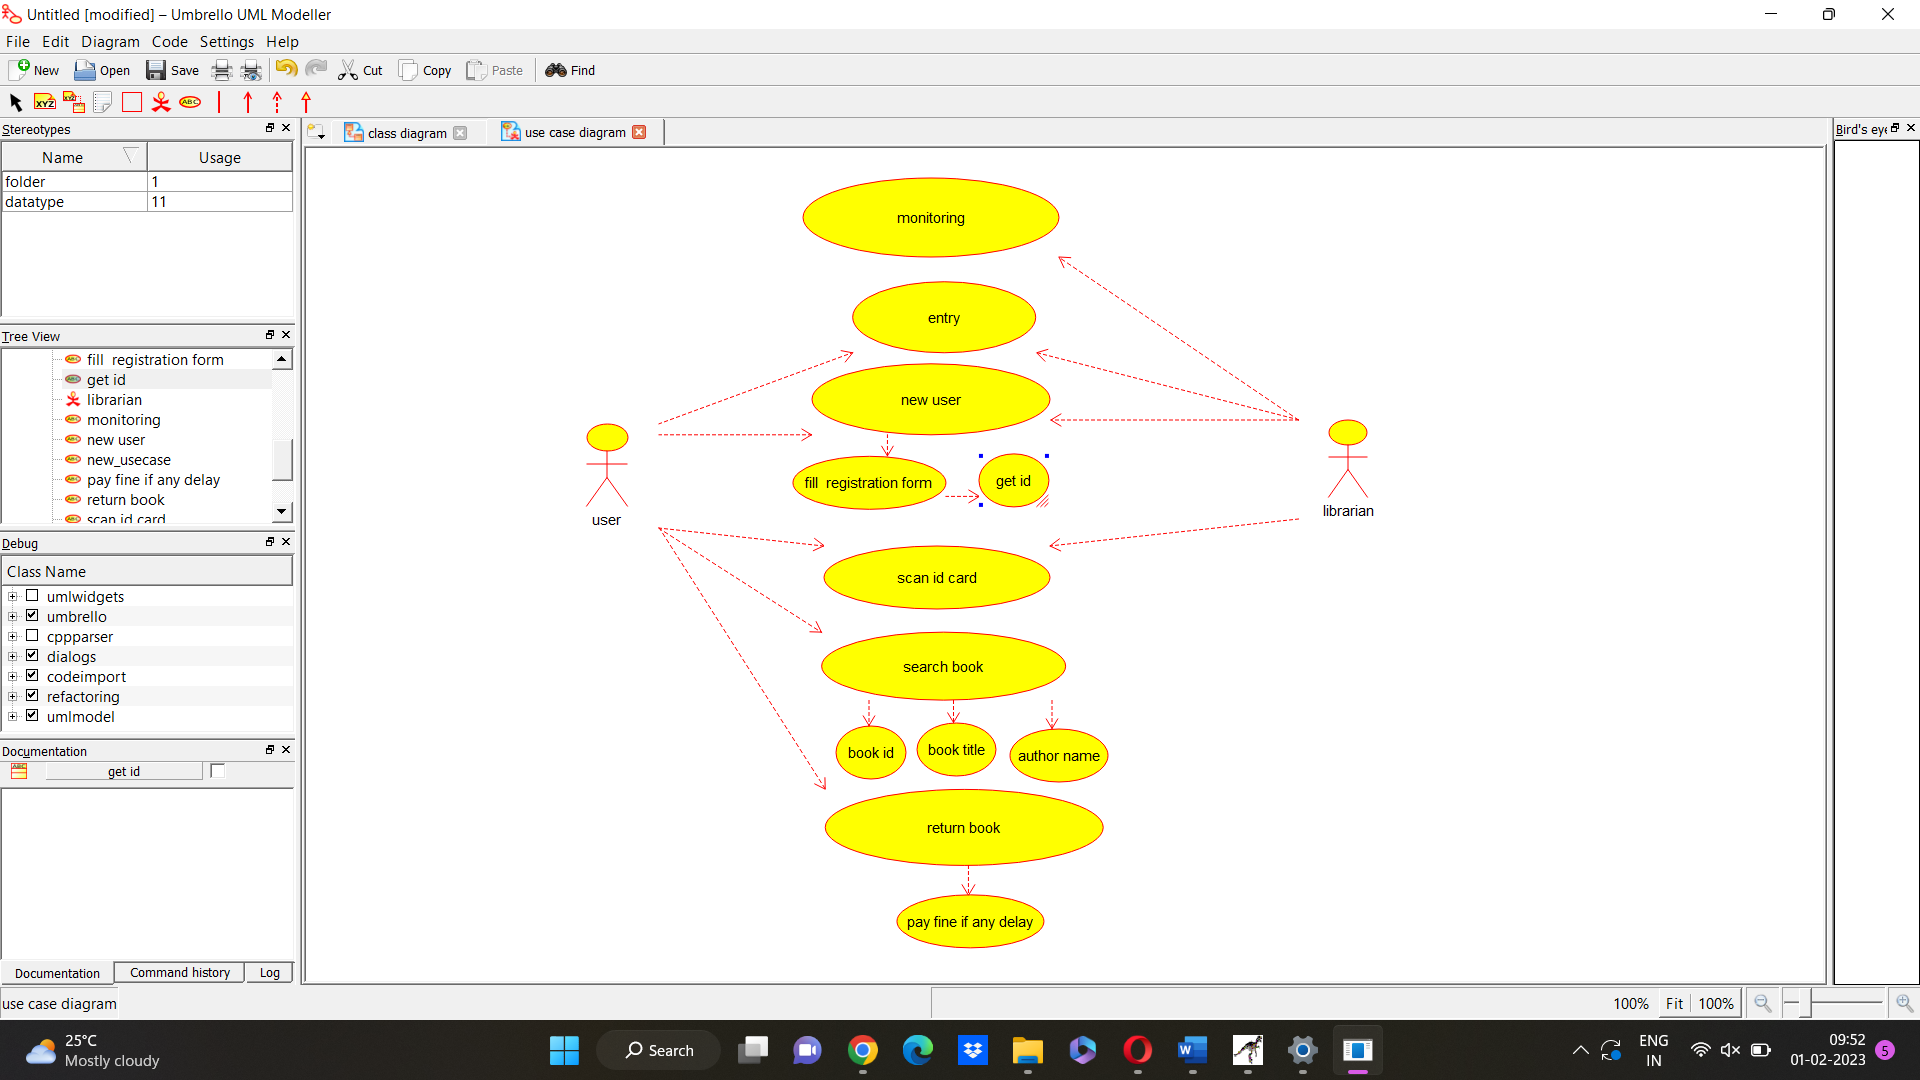 Untitled [modified] – Umbrello UML Modeller
File Edit Diagram Code Settings Help
New Open Save Cut Copy Paste Find
XYZ XYZ ABC
Stereotypes
Name Usage
folder 1
datatype 11
Tree View
fill  registration form
get id
librarian
monitoring
new user
new_usecase
pay fine if any delay
return book
scan id card
Debug
Class Name
umlwidgets
umbrello
cppparser
dialogs
codeimport
refactoring
umlmodel
Documentation
get id
Documentation Command history Log
use case diagram
class diagram use case diagram
monitoring
entry
new user
fill  registration form
get id
user
librarian
scan id card
search book
book id
book title
author name
return book
pay fine if any delay
Bird's eye
100% Fit 100%
25°C
Mostly cloudy
Search
ENG
IN
09:52
01-02-2023
5